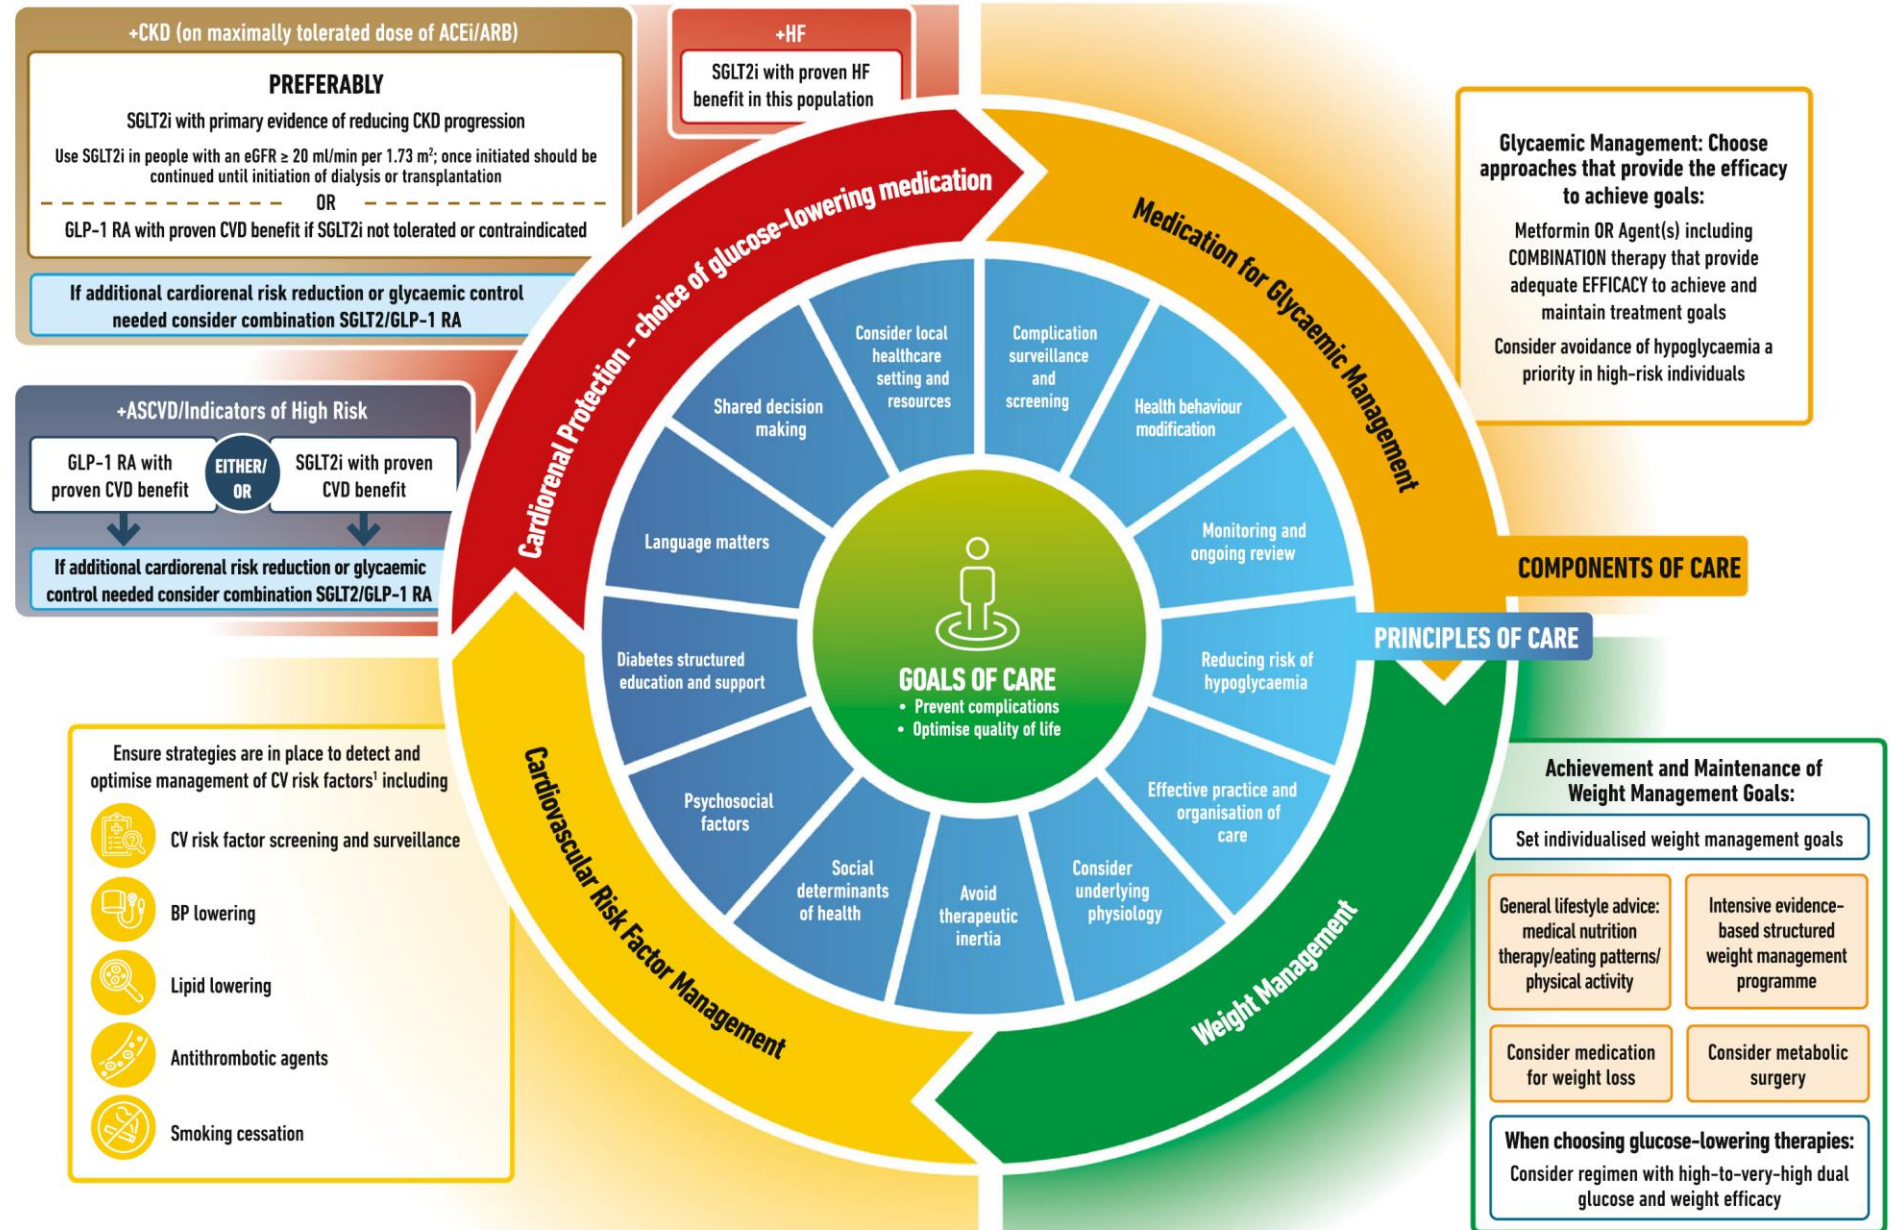 +CKD (on maximally tolerated dose of ACEi/ARB)
PREFERABLY
SGLT2i with primary evidence of reducing CKD progression
Use SGLT2i in people with an eGFR ≥ 20 ml/min per 1.73 m²; once initiated should be
continued until initiation of dialysis or transplantation
OR
GLP-1 RA with proven CVD benefit if SGLT2i not tolerated or contraindicated
If additional cardiorenal risk reduction or glycaemic control
needed consider combination SGLT2/GLP-1 RA
+HF
SGLT2i with proven HF
benefit in this population
+ASCVD/Indicators of High Risk
GLP-1 RA with
proven CVD benefit
EITHER/
OR
SGLT2i with proven
CVD benefit
If additional cardiorenal risk reduction or glycaemic
control needed consider combination SGLT2/GLP-1 RA
Cardiorenal Protection - choice of glucose-lowering medication
Medication for Glycaemic Management
Glycaemic Management: Choose
approaches that provide the efficacy
to achieve goals:
Metformin OR Agent(s) including
COMBINATION therapy that provide
adequate EFFICACY to achieve and
maintain treatment goals
Consider avoidance of hypoglycaemia a
priority in high-risk individuals
COMPONENTS OF CARE
PRINCIPLES OF CARE
Consider local
healthcare
setting and
resources
Complication
surveillance
and
screening
Health behaviour
modification
Monitoring and
ongoing review
Reducing risk of
hypoglycaemia
Effective practice and
organisation of
care
Consider
underlying
physiology
Avoid
therapeutic
inertia
Social
determinants
of health
Psychosocial
factors
Diabetes structured
education and support
Language matters
Shared decision
making
GOALS OF CARE
• Prevent complications
• Optimise quality of life
Cardiovascular Risk Factor Management
Weight Management
Ensure strategies are in place to detect and
optimise management of CV risk factors¹ including
CV risk factor screening and surveillance
BP lowering
Lipid lowering
Antithrombotic agents
Smoking cessation
Achievement and Maintenance of
Weight Management Goals:
Set individualised weight management goals
General lifestyle advice:
medical nutrition
therapy/eating patterns/
physical activity
Intensive evidence-
based structured
weight management
programme
Consider medication
for weight loss
Consider metabolic
surgery
When choosing glucose-lowering therapies:
Consider regimen with high-to-very-high dual
glucose and weight efficacy